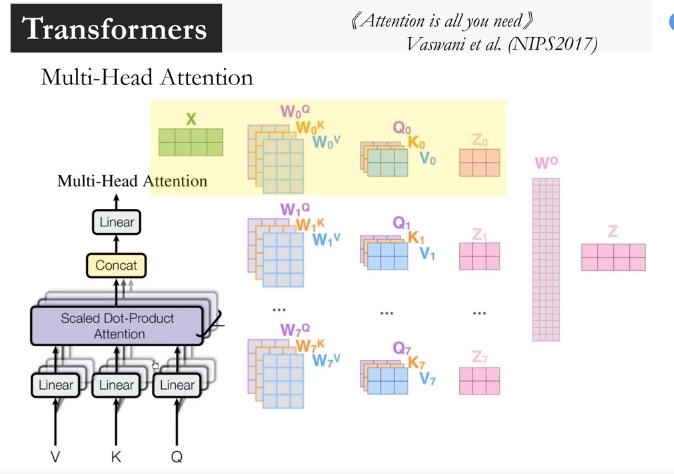 Transformers
《Attention is all you need》
Vaswani et al. (NIPS2017)
Multi-Head Attention
X
W₀Q
W₀K
W₀V
Q₀
K₀
V₀
Z₀
Multi-Head Attention
Linear
Concat
Scaled Dot-Product
Attention
Linear
Linear
Linear
V
K
Q
W₁Q
W₁K
W₁V
Q₁
K₁
V₁
Z₁
...
...
...
W₇Q
W₇K
W₇V
Q₇
K₇
V₇
Z₇
WO
Z